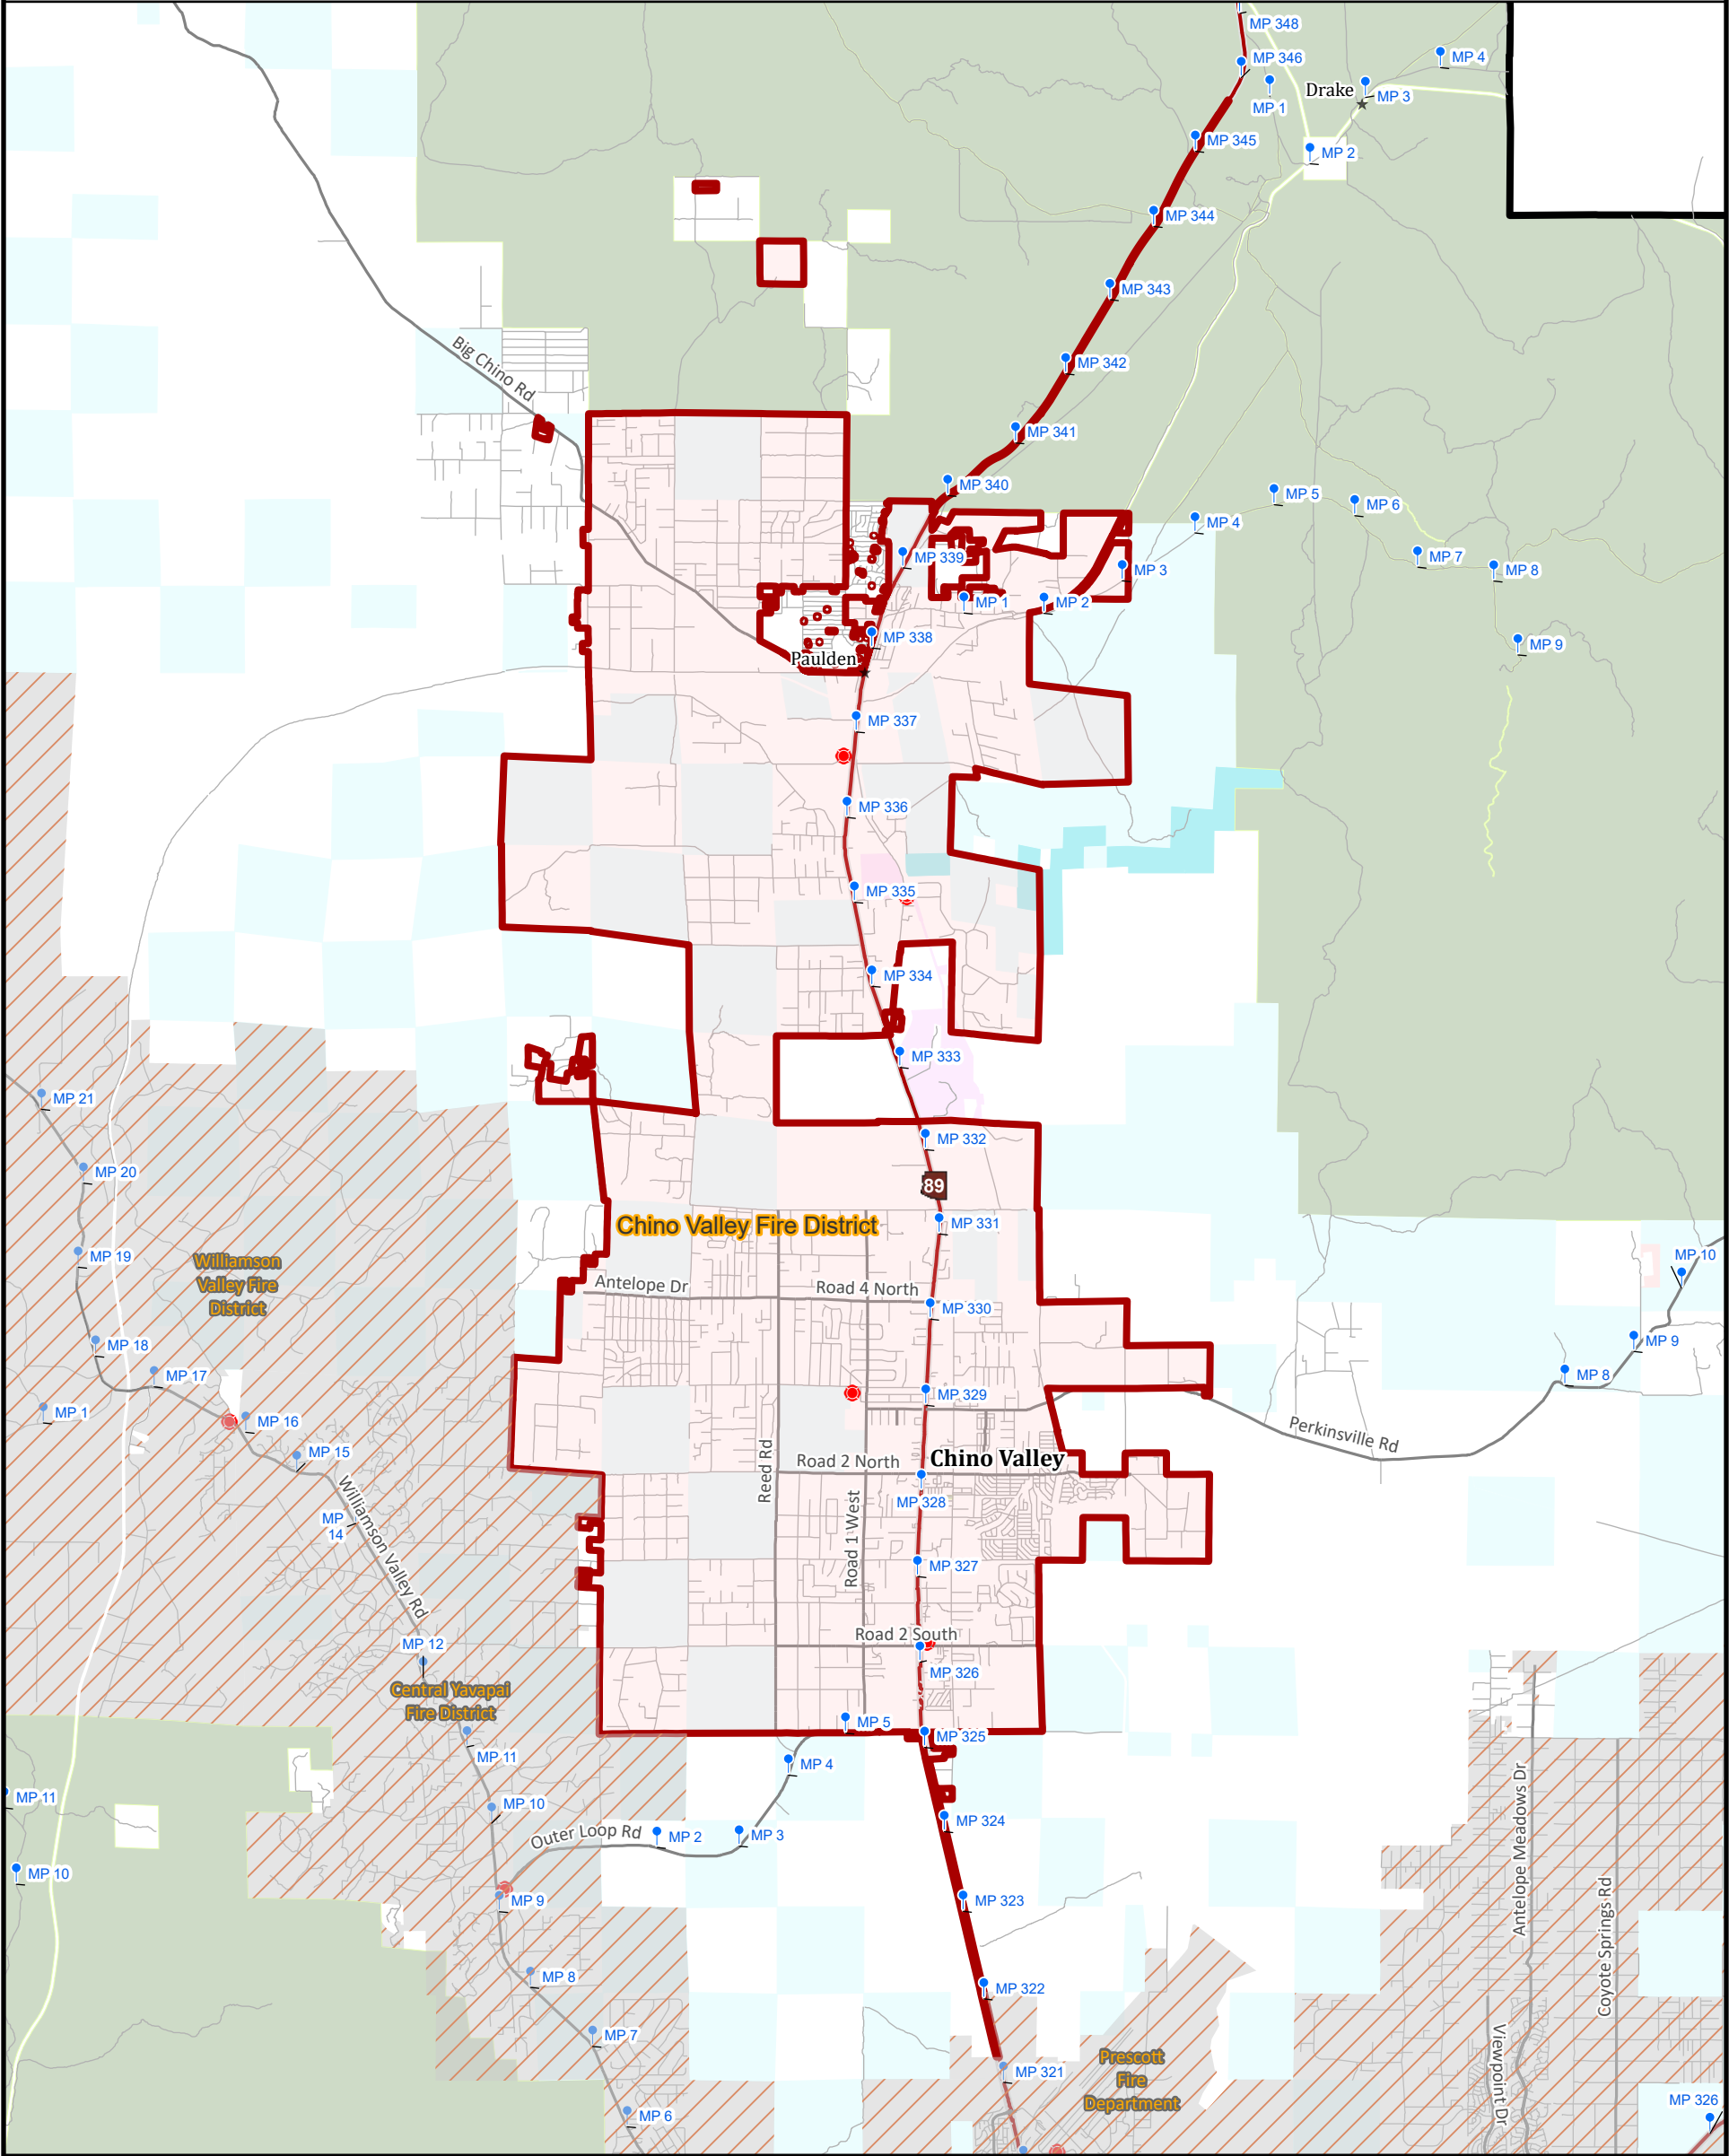 MP 348
MP 346
MP 4
Drake
MP 3
MP 1
MP 345
MP 2
MP 344
MP 343
Big Chino Rd
MP 342
MP 341
MP 340
MP 5
MP 6
MP 4
MP 339
MP 7
MP 3
MP 8
MP 1
MP 2
MP 338
MP 9
Paulden
MP 337
MP 336
MP 335
MP 334
MP 333
MP 21
MP 332
MP 20
89
MP 331
Chino Valley Fire District
MP 19
MP 10
Williamson
Valley Fire
District
Antelope Dr
Road 4 North
MP 330
MP 18
MP 9
MP 17
MP 8
MP 329
MP 1
MP 16
Perkinsville Rd
MP 15
Reed Rd
Road 2 North
Chino Valley
MP 328
MP
14
Williamson Valley Rd
Road 1 West
MP 327
Road 2 South
MP 12
MP 326
Central Yavapai
Fire District
MP 5
MP 325
MP 11
MP 4
MP 11
MP 10
MP 324
Antelope Meadows Dr
Outer Loop Rd
MP 2
MP 3
MP 10
MP 9
MP 323
Coyote Springs Rd
MP 8
MP 322
MP 7
Viewpoint Dr
Prescott
Fire
Department
MP 321
MP 6
MP 326